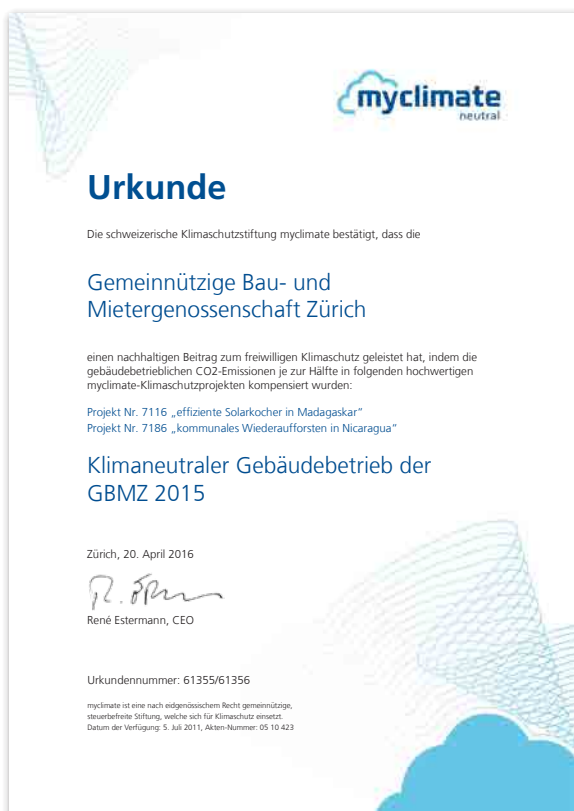 myclimate
neutral
Urkunde
Die schweizerische Klimaschutzstiftung myclimate bestätigt, dass die
Gemeinnützige Bau- und
Mietergenossenschaft Zürich
einen nachhaltigen Beitrag zum freiwilligen Klimaschutz geleistet hat, indem die
gebäudebetrieblichen CO2-Emissionen je zur Hälfte in folgenden hochwertigen
myclimate-Klimaschutzprojekten kompensiert wurden:
Projekt Nr. 7116 „effiziente Solarkocher in Madagaskar“
Projekt Nr. 7186 „kommunales Wiederaufforsten in Nicaragua“
Klimaneutraler Gebäudebetrieb der
GBMZ 2015
Zürich, 20. April 2016
René Estermann, CEO
Urkundennummer: 61355/61356
myclimate ist eine nach eidgenössischem Recht gemeinnützige,
steuerbefreite Stiftung, welche sich für Klimaschutz einsetzt.
Datum der Verfügung: 5. Juli 2011, Akten-Nummer: 05 10 423